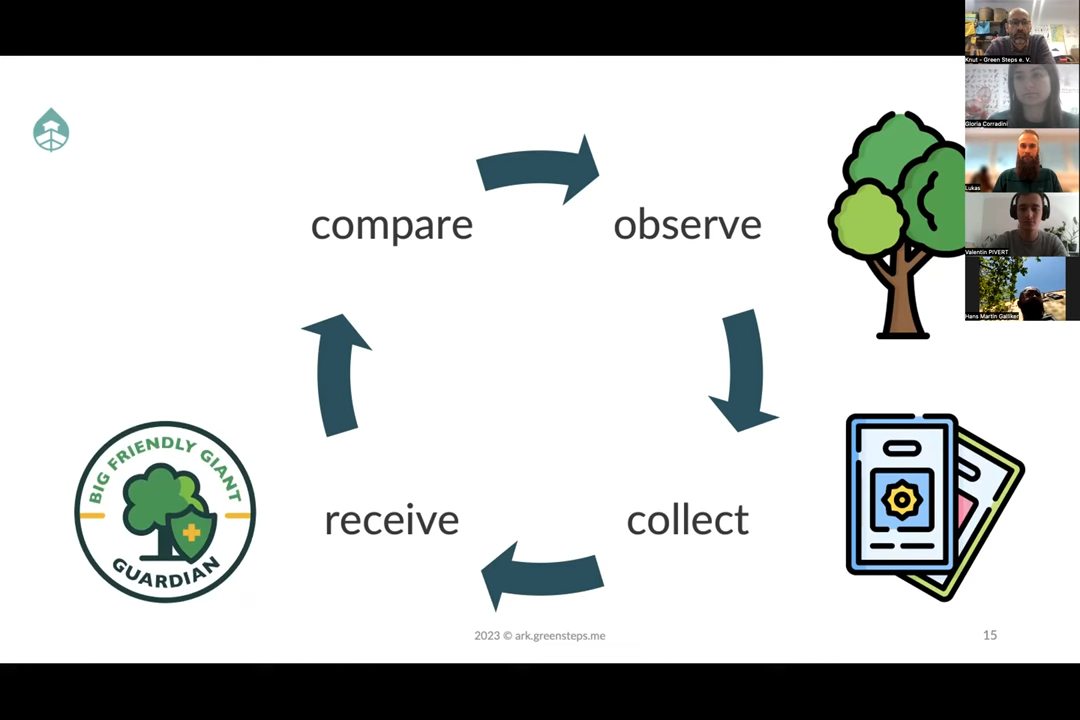 Knut - Green Steps e. V.
Gloria Corradini
Lukas
Valentin PIVERT
Hans Martin Galliker
compare
observe
receive
collect
BIG FRIENDLY GIANT
GUARDIAN
2023 © ark.greensteps.me
15